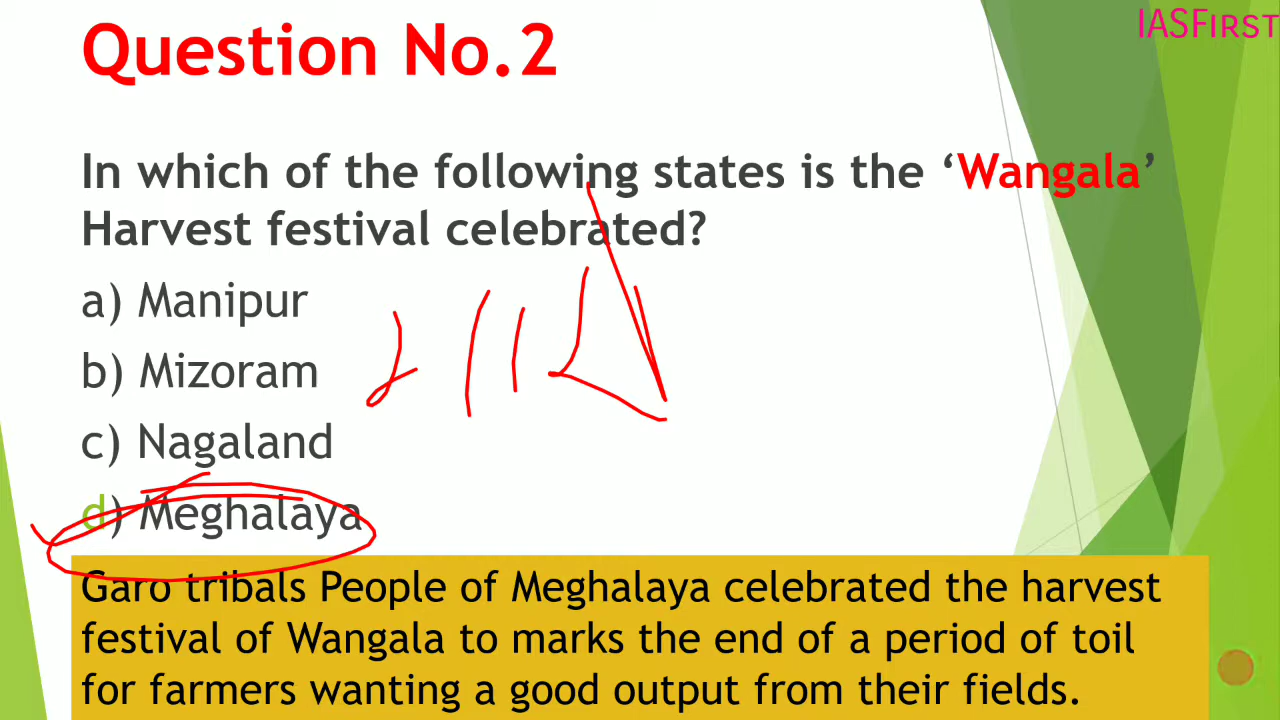 IASFIRST
Question No.2
In which of the following states is the ‘Wangala’
Harvest festival celebrated?
a) Manipur
b) Mizoram
c) Nagaland
d) Meghalaya
Garo tribals People of Meghalaya celebrated the harvest
festival of Wangala to marks the end of a period of toil
for farmers wanting a good output from their fields.